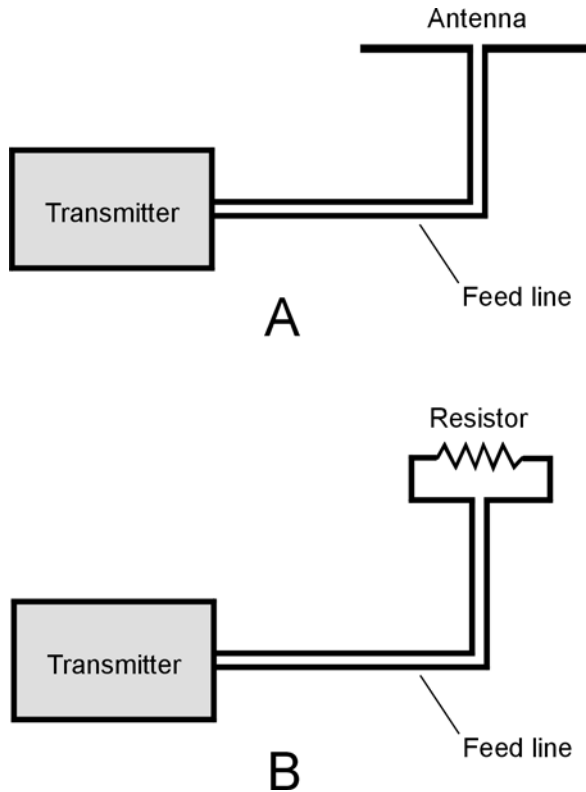 Antenna
Transmitter
Feed line
A
Resistor
Transmitter
Feed line
B